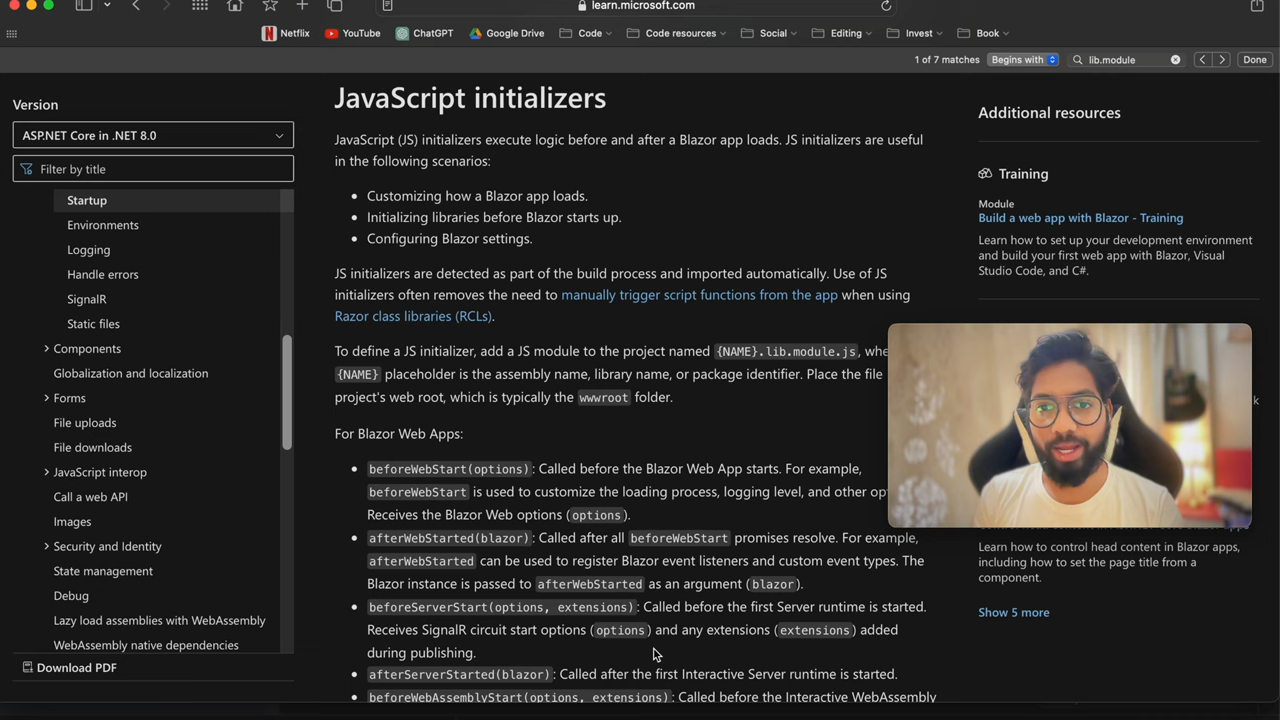 learn.microsoft.com
Netflix
YouTube
ChatGPT
Google Drive
Code
Code resources
Social
Editing
Invest
Book
1 of 7 matches
Begins with
lib.module
Done
Version
ASP.NET Core in .NET 8.0
Filter by title
Startup
Environments
Logging
Handle errors
SignalR
Static files
Components
Globalization and localization
Forms
File uploads
File downloads
JavaScript interop
Call a web API
Images
Security and Identity
State management
Debug
Lazy load assemblies with WebAssembly
WebAssembly native dependencies
Download PDF
JavaScript initializers
JavaScript (JS) initializers execute logic before and after a Blazor app loads. JS initializers are useful
in the following scenarios:
Customizing how a Blazor app loads.
Initializing libraries before Blazor starts up.
Configuring Blazor settings.
JS initializers are detected as part of the build process and imported automatically. Use of JS
initializers often removes the need to manually trigger script functions from the app when using
Razor class libraries (RCLs).
To define a JS initializer, add a JS module to the project named {NAME}.lib.module.js, whe
{NAME} placeholder is the assembly name, library name, or package identifier. Place the file
project's web root, which is typically the wwwroot folder.
For Blazor Web Apps:
beforeWebStart(options): Called before the Blazor Web App starts. For example,
beforeWebStart is used to customize the loading process, logging level, and other op
Receives the Blazor Web options (options).
afterWebStarted(blazor): Called after all beforeWebStart promises resolve. For example,
afterWebStarted can be used to register Blazor event listeners and custom event types. The
Blazor instance is passed to afterWebStarted as an argument (blazor).
beforeServerStart(options, extensions): Called before the first Server runtime is started.
Receives SignalR circuit start options (options) and any extensions (extensions) added
during publishing.
afterServerStarted(blazor): Called after the first Interactive Server runtime is started.
beforeWebAssemblyStart(options, extensions): Called before the Interactive WebAssembly
Additional resources
Training
Module
Build a web app with Blazor - Training
Learn how to set up your development environment
and build your first web app with Blazor, Visual
Studio Code, and C#.
Learn how to control head content in Blazor apps,
including how to set the page title from a
component.
Show 5 more